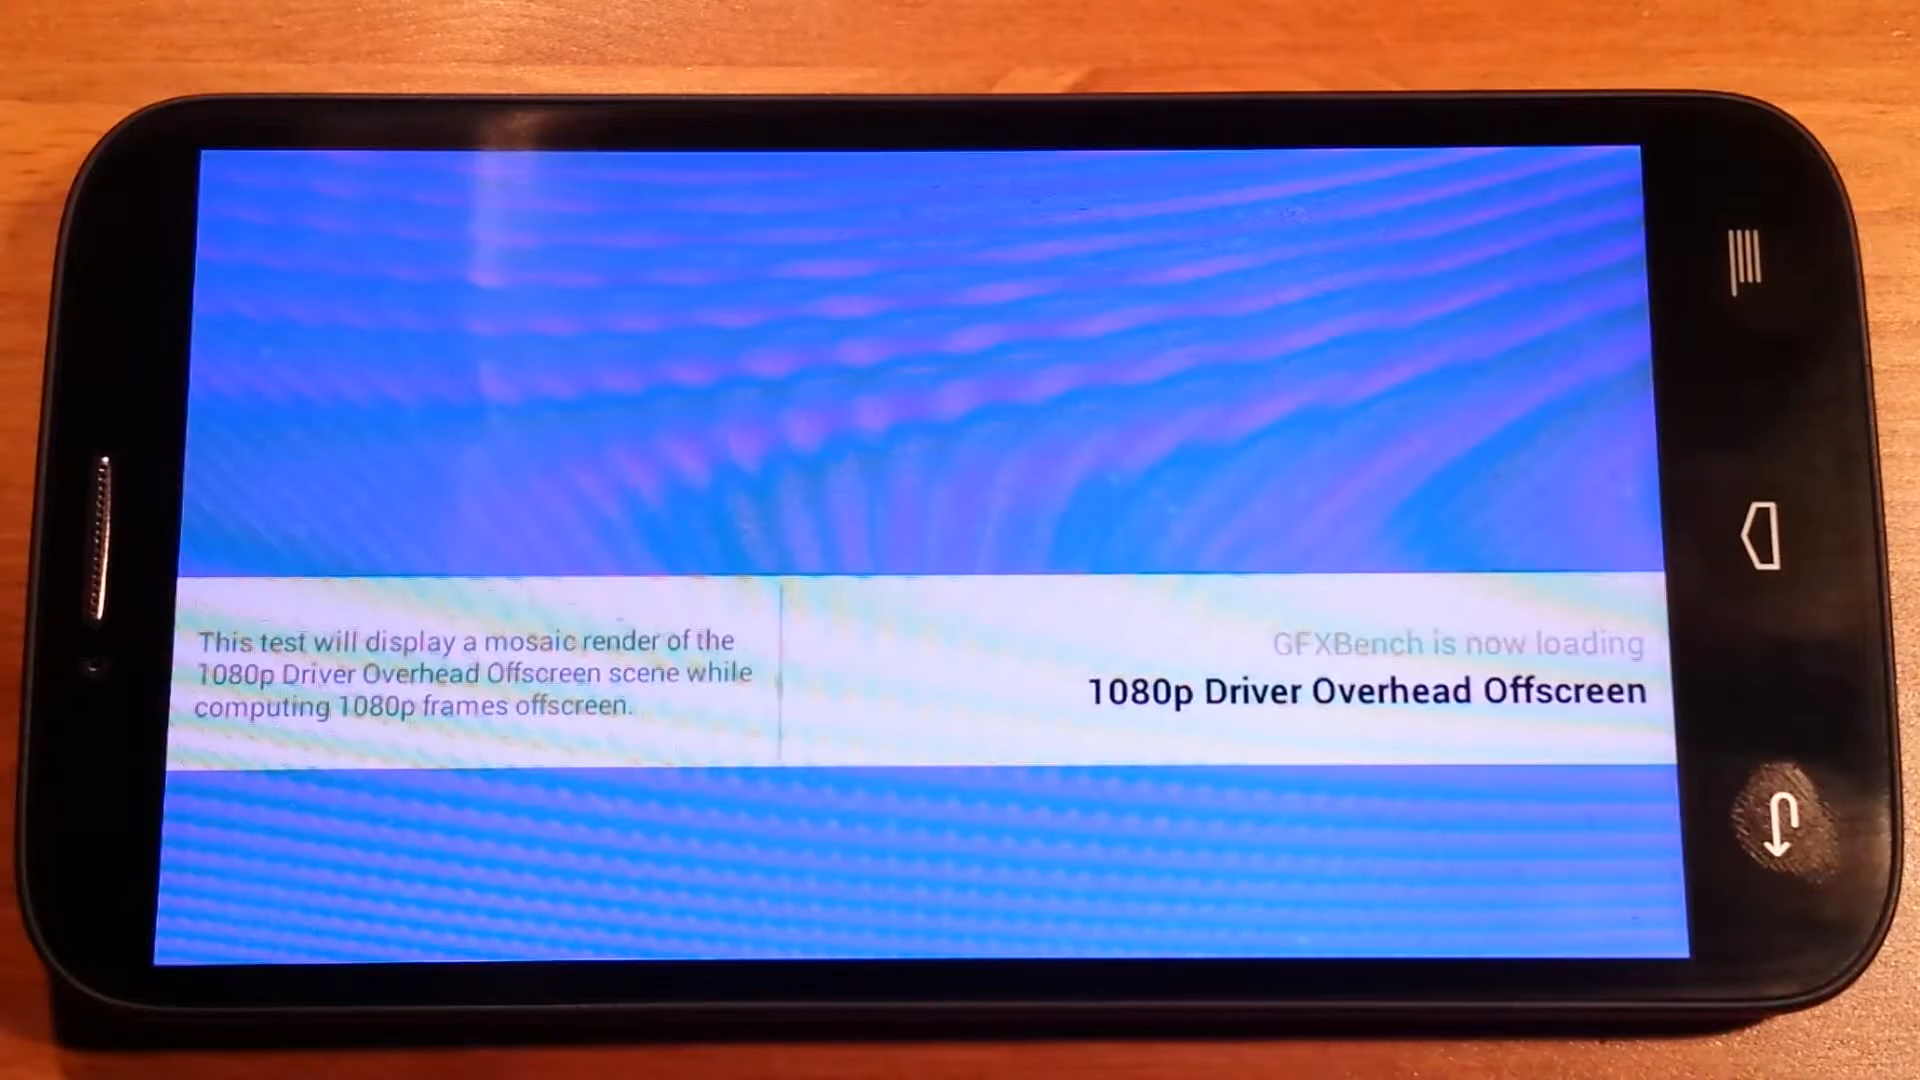 This test will display a mosaic render of the
1080p Driver Overhead Offscreen scene while
computing 1080p frames offscreen.
GFXBench is now loading
1080p Driver Overhead Offscreen